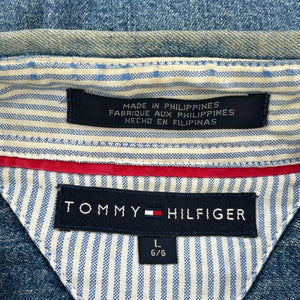 MADE IN PHILIPPINES
FABRIQUE AUX PHILIPPINES
HECHO EN FILIPINAS
TOMMY HILFIGER
L
G/G